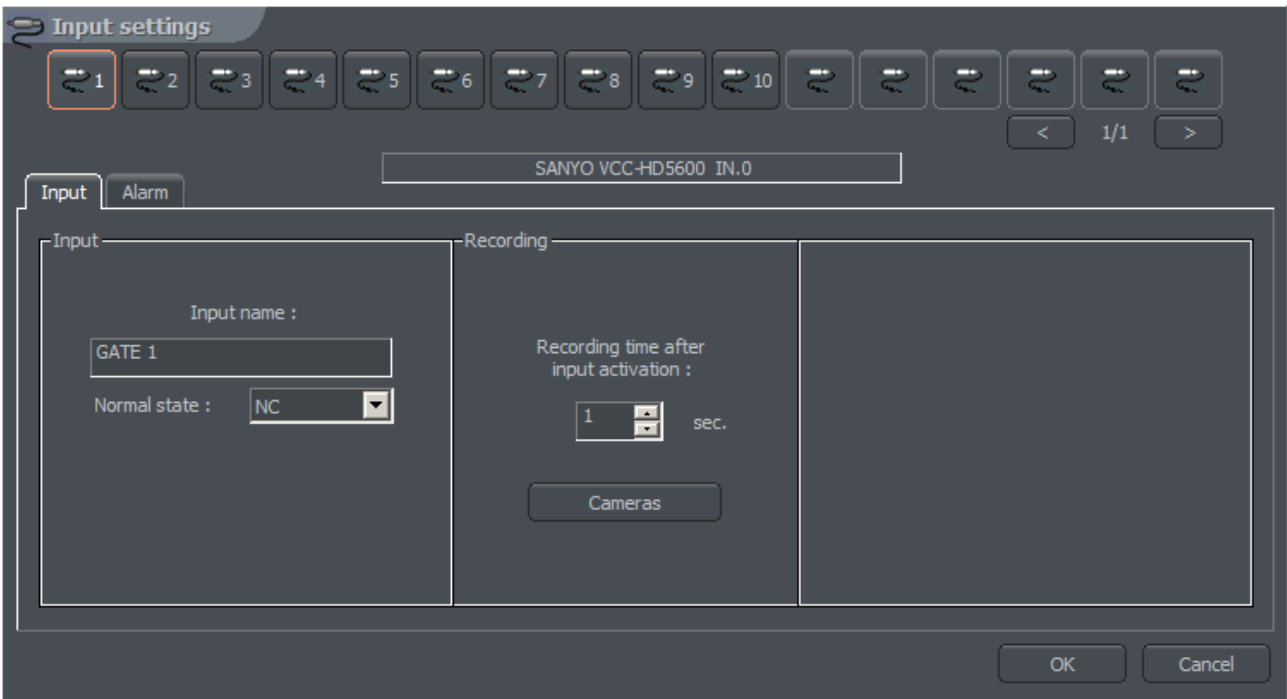 Input settings
1 2 3 4 5 6 7 8 9 10
< 1/1 >
SANYO VCC-HD5600 IN.0
Input Alarm
Input
Input name :
GATE 1
Normal state : NC
Recording
Recording time after
input activation :
1 sec.
Cameras
OK Cancel